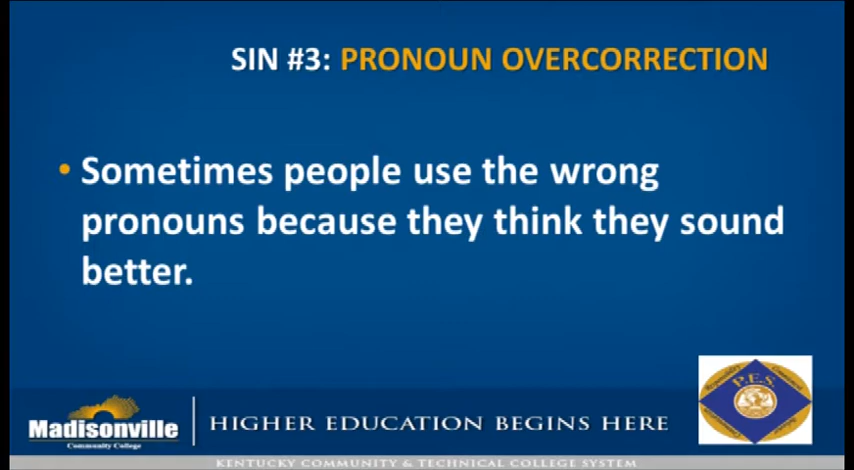 SIN #3: PRONOUN OVERCORRECTION
• Sometimes people use the wrong
pronouns because they think they sound
better.
P.E.S.
Madisonville
Community College
HIGHER EDUCATION BEGINS HERE
KENTUCKY COMMUNITY & TECHNICAL COLLEGE SYSTEM